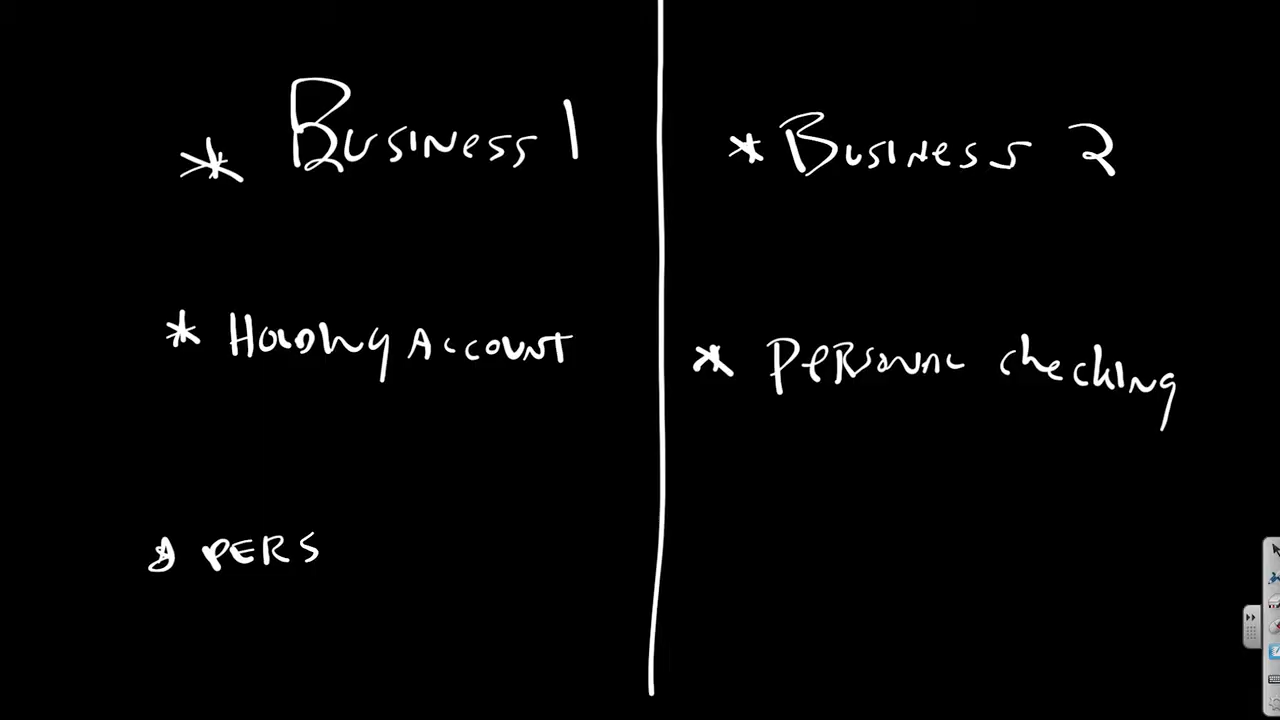 * Business 1
* Holding Account
* PERS
* Business 2
* Personal checking